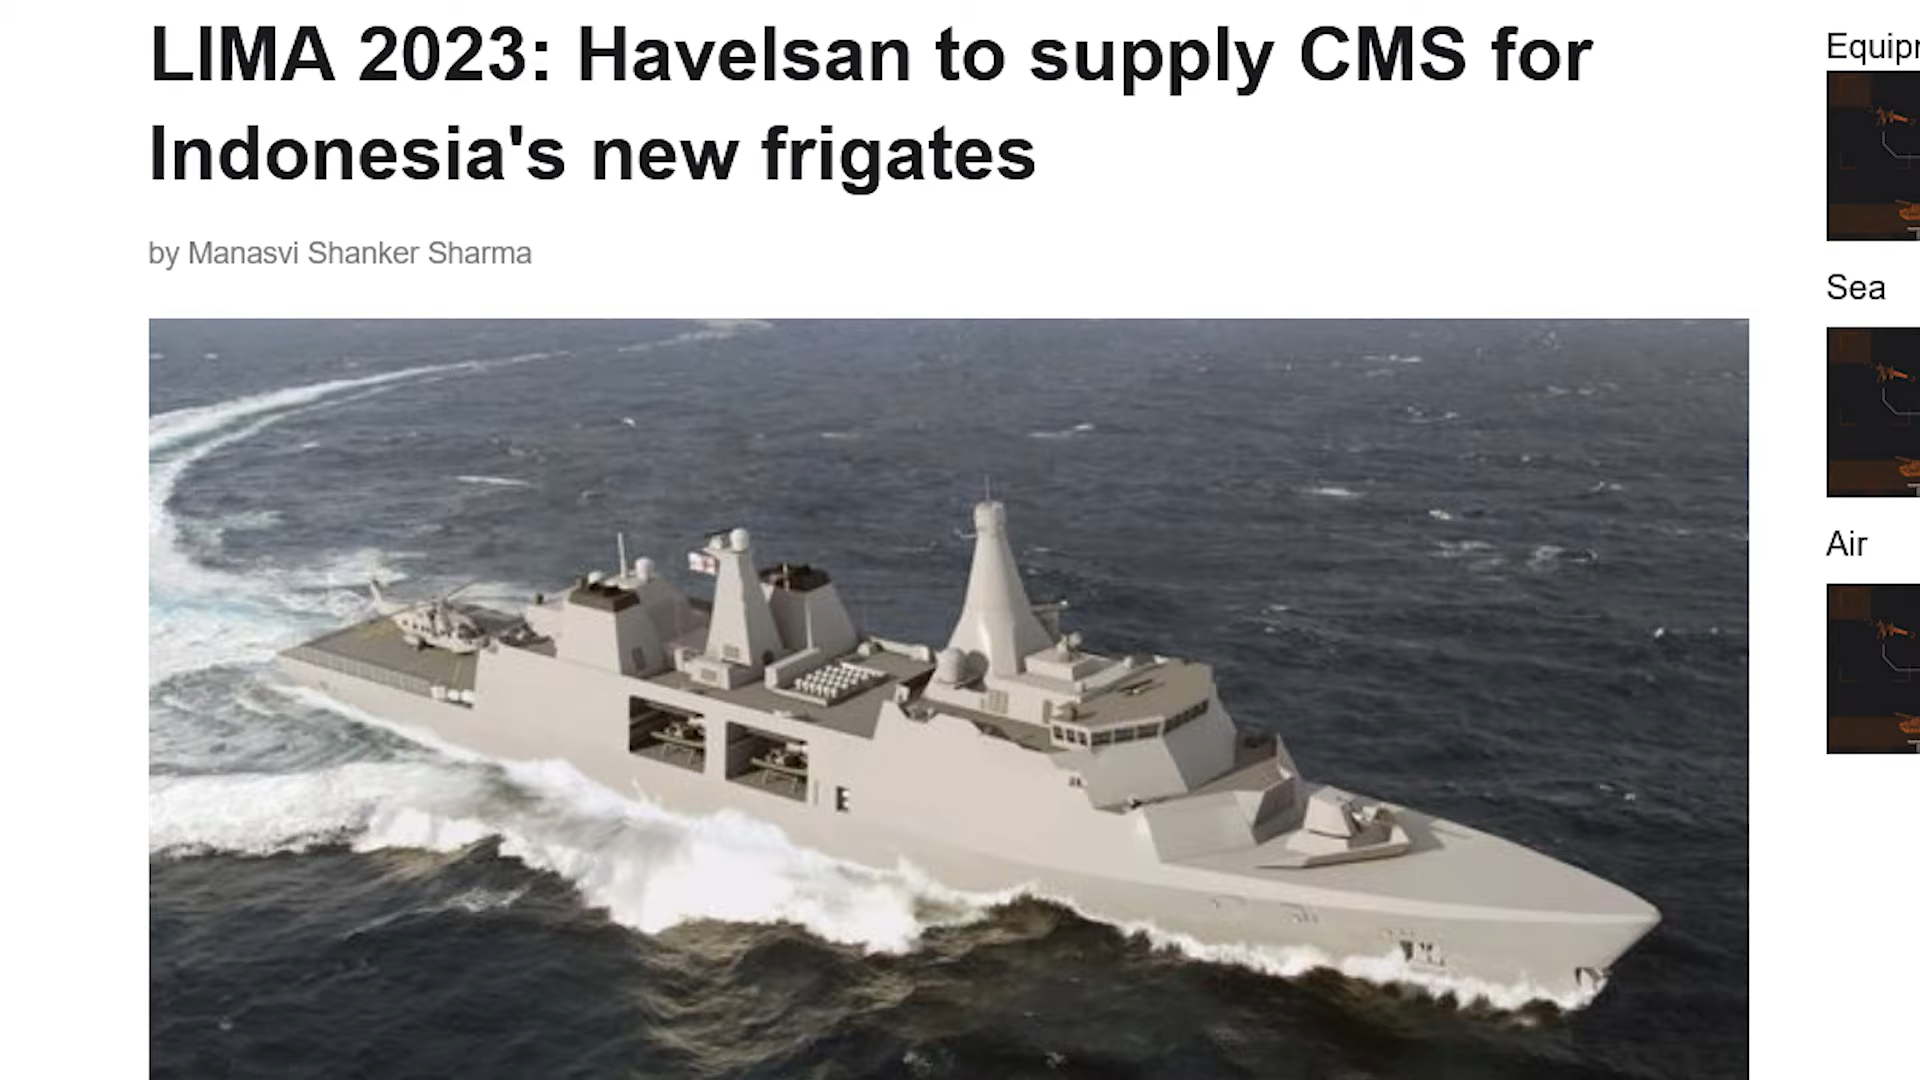 LIMA 2023: Havelsan to supply CMS for
Indonesia's new frigates
by Manasvi Shanker Sharma
Sea
Air